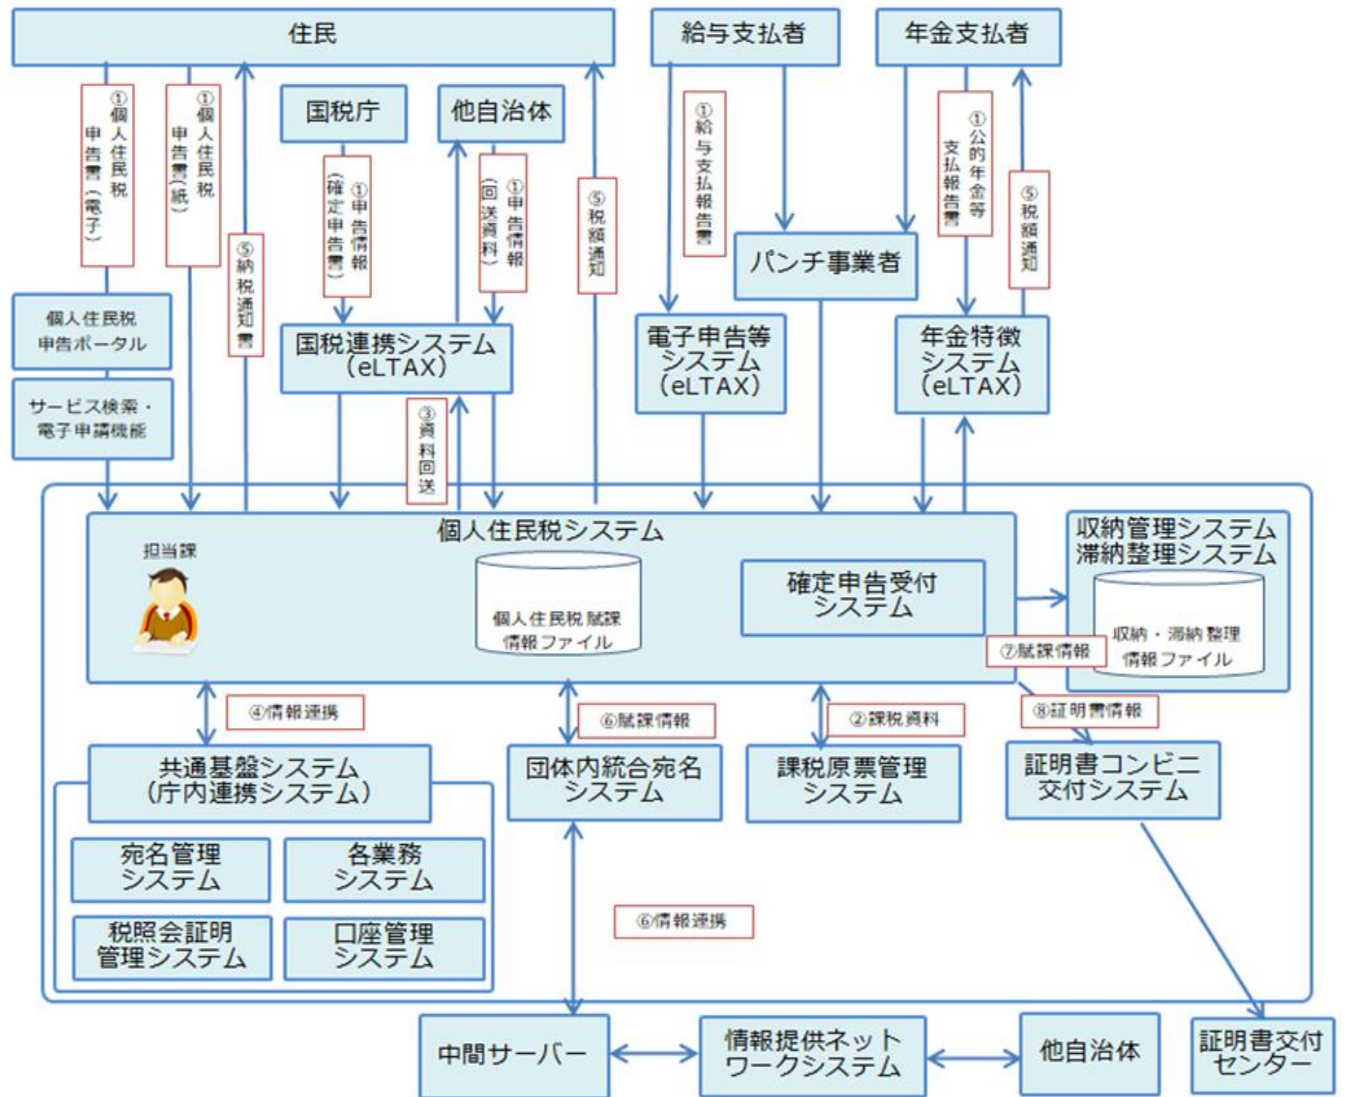 住民
給与支払者
年金支払者
①個人住民税
申告書（電子）
①個人住民税
申告書(紙)
⑤納税通知書
国税庁
他自治体
①申告情報
(確定申告書)
①申告情報
(回送資料)
⑤税額通知
①給与支払報告書
①公的年金等
支払報告書
⑤税額通知
パンチ事業者
個人住民税
申告ポータル
サービス検索・
電子申請機能
国税連携システム
（eLTAX）
電子申告等
システム
（eLTAX）
年金特徴
システム
（eLTAX）
③資料回送
個人住民税システム
担当課
個人住民税賦課
情報ファイル
確定申告受付
システム
収納管理システム
滞納整理システム
収納・滞納整理
情報ファイル
⑦賦課情報
④情報連携
⑥賦課情報
②課税資料
⑧証明書情報
共通基盤システム
（庁内連携システム）
団体内統合宛名
システム
課税原票管理
システム
証明書コンビニ
交付システム
宛名管理
システム
各業務
システム
税照会証明
管理システム
口座管理
システム
⑥情報連携
中間サーバー
情報提供ネット
ワークシステム
他自治体
証明書交付
センター